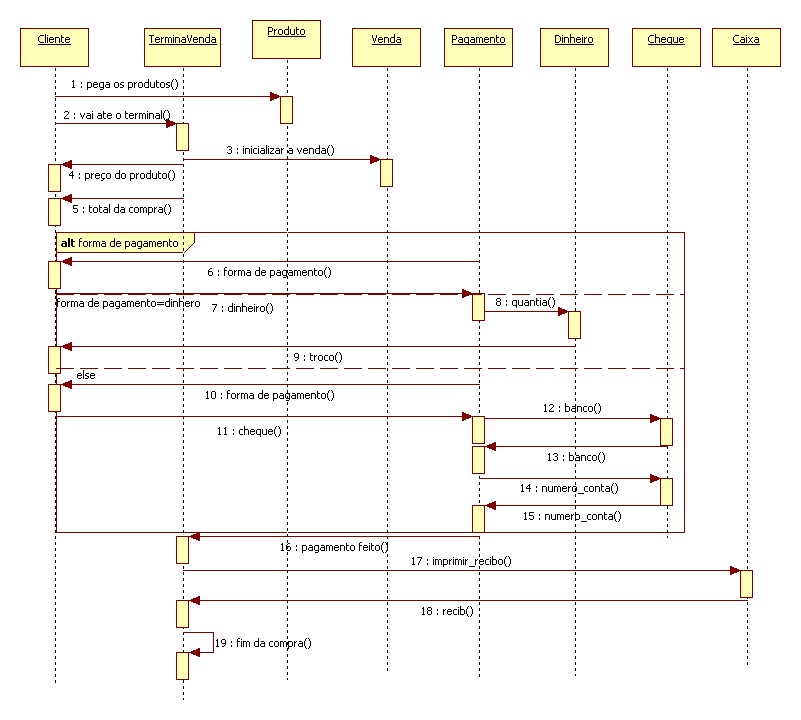 Cliente
TerminaVenda
Produto
Venda
Pagamento
Dinheiro
Cheque
Caixa
1 : pega os produtos()
2 : vai ate o terminal()
3 : inicializar a venda()
4 : preço do produto()
5 : total da compra()
alt forma de pagamento
6 : forma de pagamento()
forma de pagamento=dinhero
7 : dinheiro()
8 : quantia()
9 : troco()
else
10 : forma de pagamento()
11 : cheque()
12 : banco()
13 : banco()
14 : numero_conta()
15 : numero_conta()
16 : pagamento feito()
17 : imprimir_recibo()
18 : recib()
19 : fim da compra()